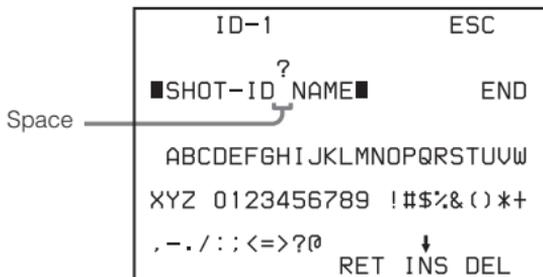 ID-1 ESC
?
■SHOT-ID NAME■ END
Space
ABCDEFGHIJKLMNOPQRSTUVW
XYZ 0123456789 !#$%&()*+
,-./:;<=>?@ ↓
RET INS DEL